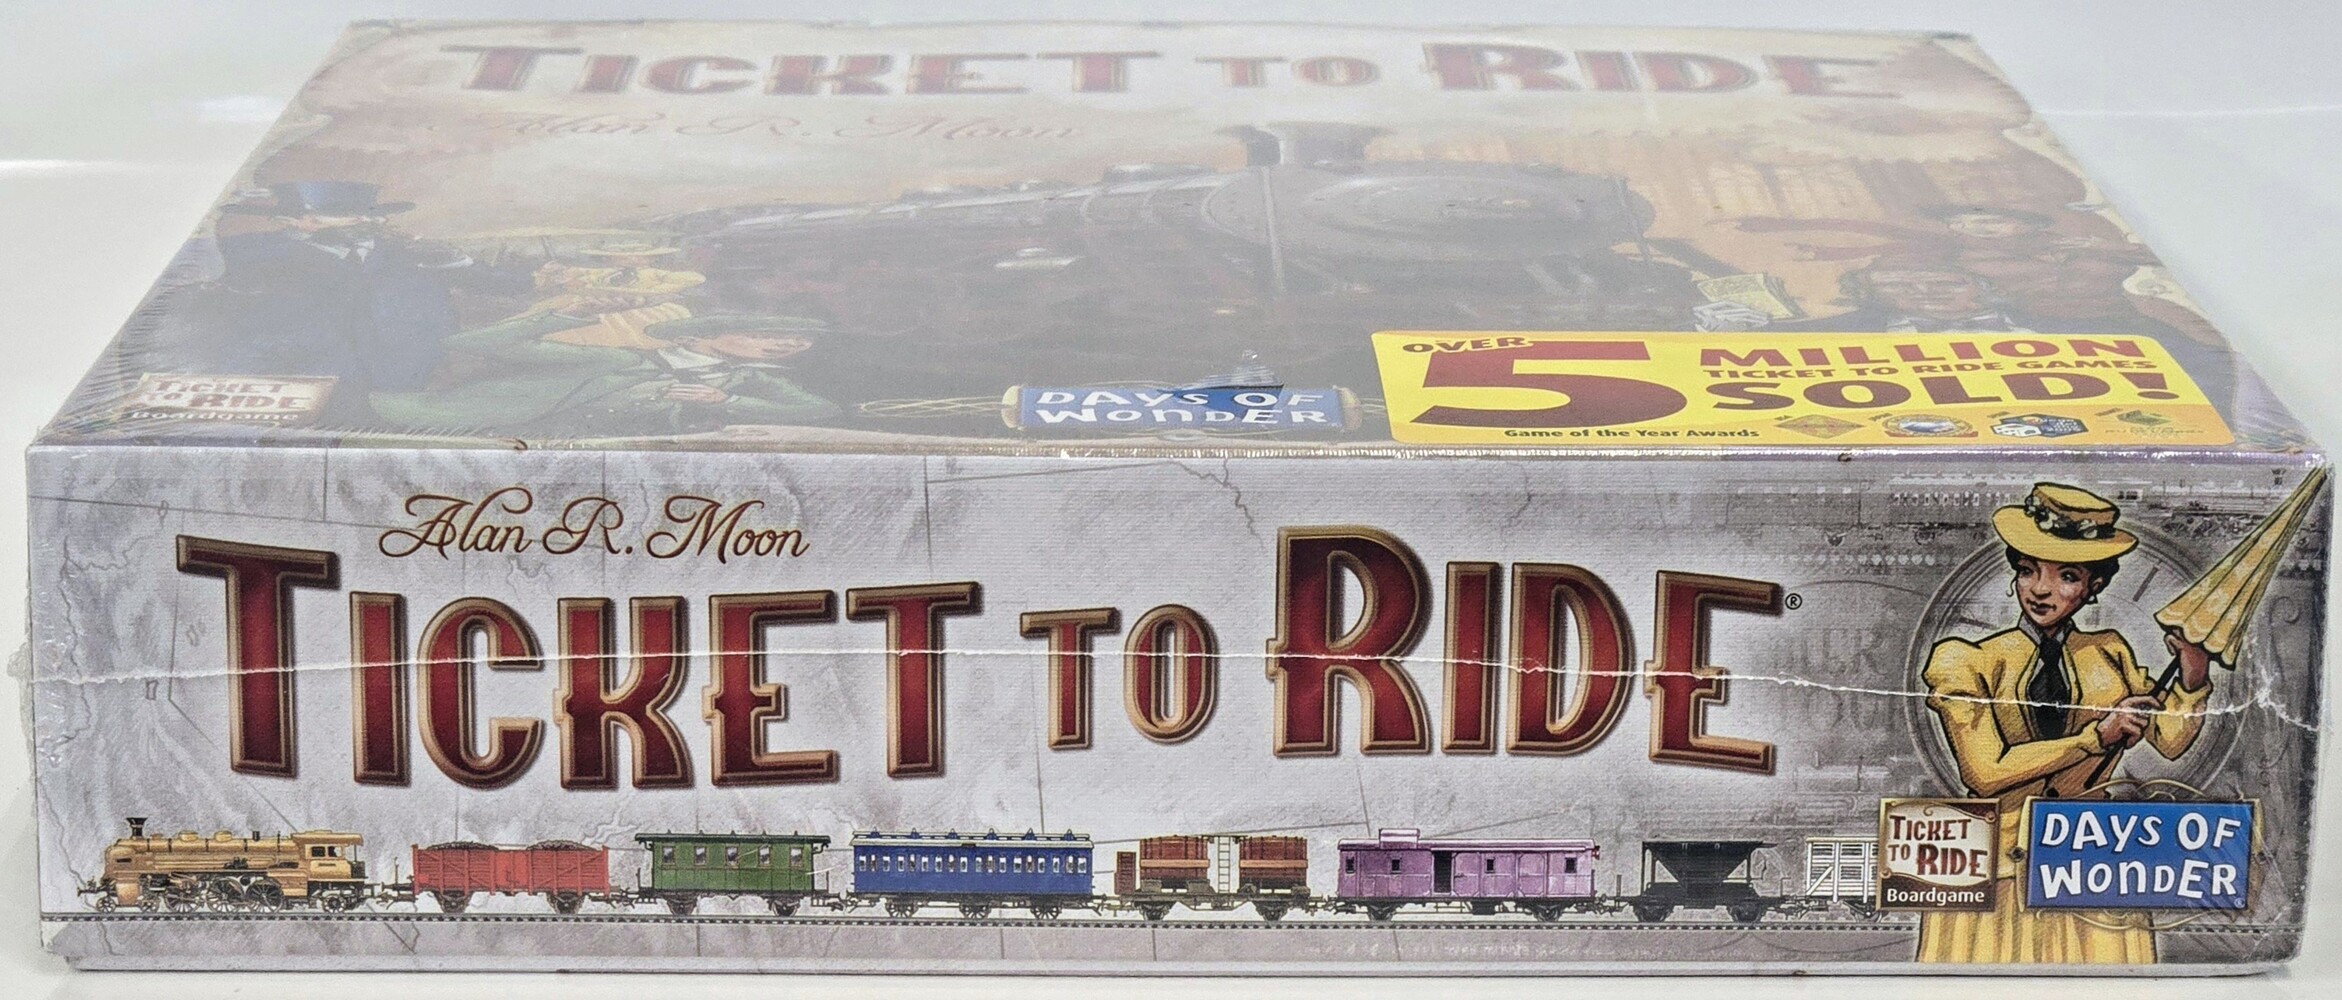 TICKET TO RIDE
Alan R. Moon
TICKET
TO RIDE
Boardgame
DAYS OF
WONDER
OVER
5 MILLION
TICKET TO RIDE GAMES
SOLD!
Game of the Year Awards
Alan R. Moon
TICKET TO RIDE®
TICKET
TO RIDE
Boardgame
DAYS OF
WONDER®